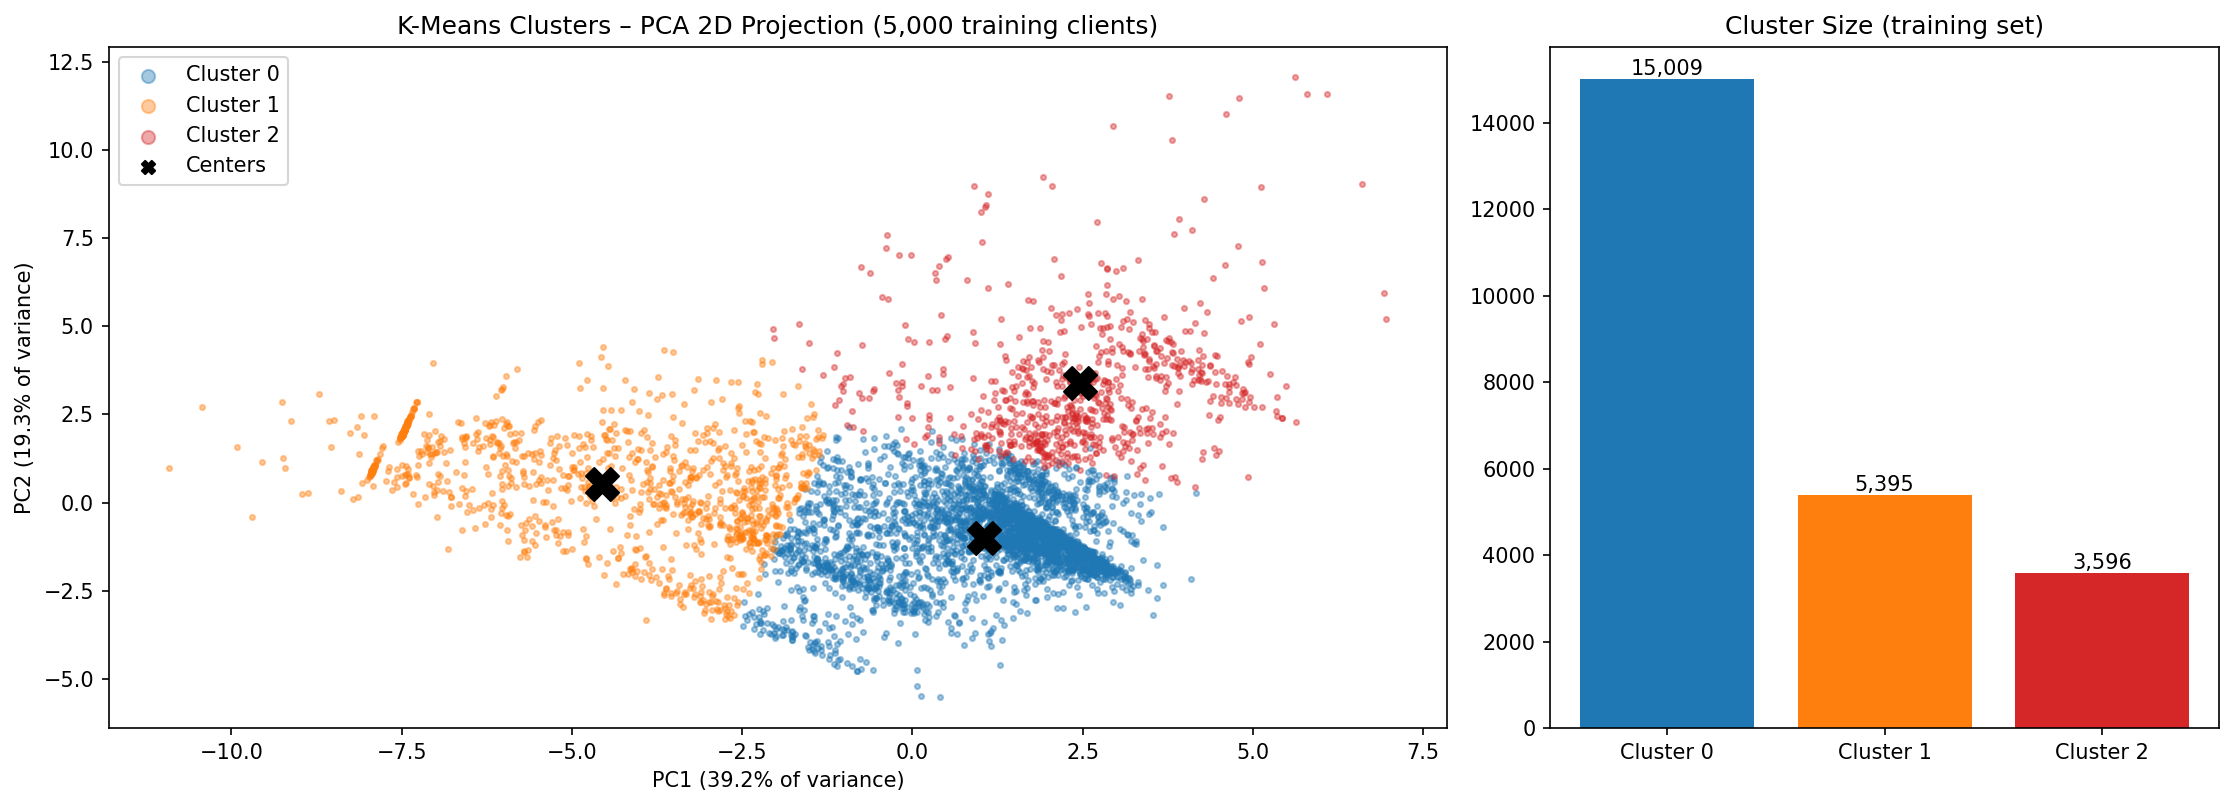 K-Means Clusters – PCA 2D Projection (5,000 training clients)
12.5
10.0
7.5
5.0
2.5
0.0
−2.5
−5.0
PC2 (19.3% of variance)
Cluster 0
Cluster 1
Cluster 2
Centers
−10.0
−7.5
−5.0
−2.5
0.0
2.5
5.0
7.5
PC1 (39.2% of variance)
Cluster Size (training set)
14000
12000
10000
8000
6000
4000
2000
0
15,009
5,395
3,596
Cluster 0
Cluster 1
Cluster 2